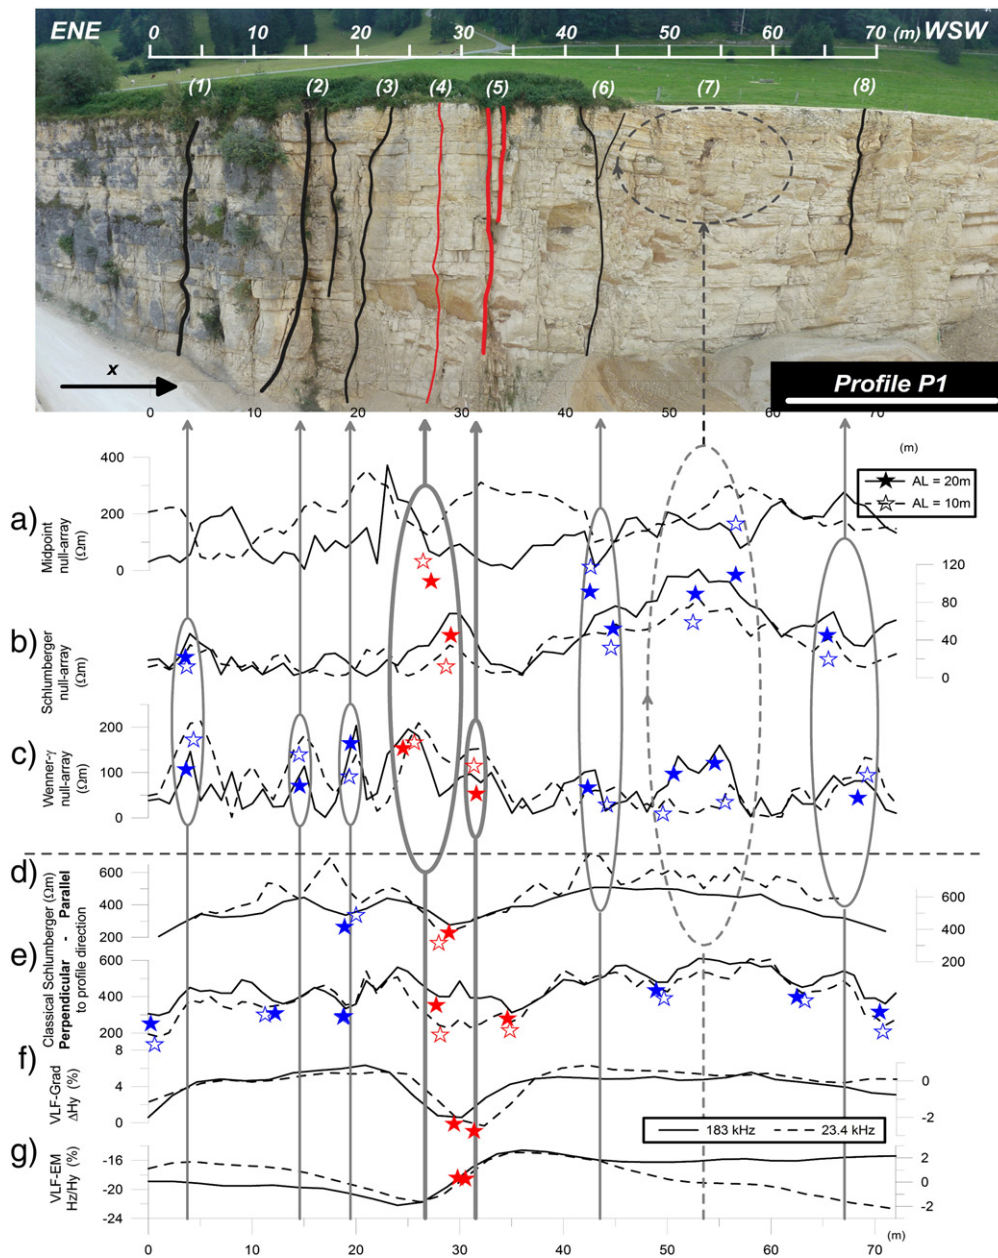 ENE 0 10 20 30 40 50 60 70 (m) WSW
(1) (2) (3) (4) (5) (6) (7) (8)
x
Profile P1
0 10 20 30 40 50 60 70
(m)
AL = 20m
AL = 10m
a)
Midpoint
null-array
(Ωm)
400
200
0
120
80
40
0
b)
Schlumberger
null-array
(Ωm)
c)
Wenner-γ
null-array
(Ωm)
200
100
0
d)
600
400
200
600
400
200
e)
Classical Schlumberger (Ωm)
Perpendicular - Parallel
to profile direction
600
400
200
f)
VLF-Grad
ΔHy (%)
8
4
0
0
-2
183 kHz
23.4 kHz
g)
VLF-EM
Hz/Hy (%)
-16
-20
-24
2
0
-2
0 10 20 30 40 50 60 (m) 70